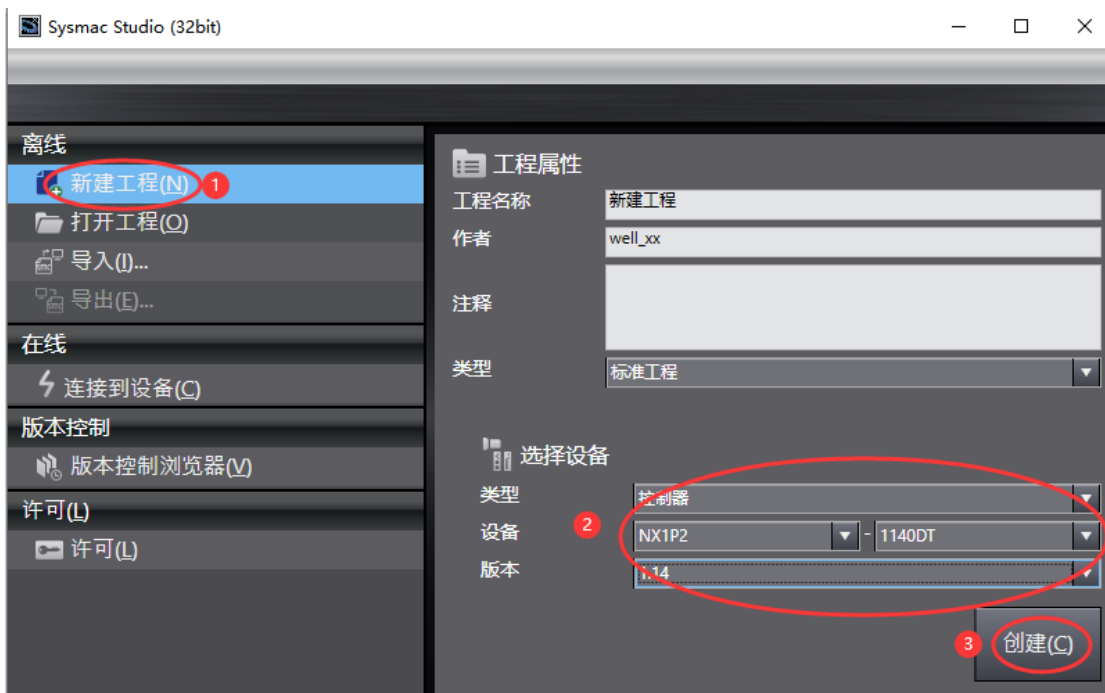 Sysmac Studio (32bit)
离线
新建工程(N) 1
打开工程(O)
导入(I)...
导出(E)...
在线
连接到设备(C)
版本控制
版本控制浏览器(V)
许可(L)
许可(L)
工程属性
工程名称 新建工程
作者 well_xx
注释
类型 标准工程
选择设备
类型 控制器
设备 2 NX1P2 - 1140DT
版本 1.14
3 创建(C)